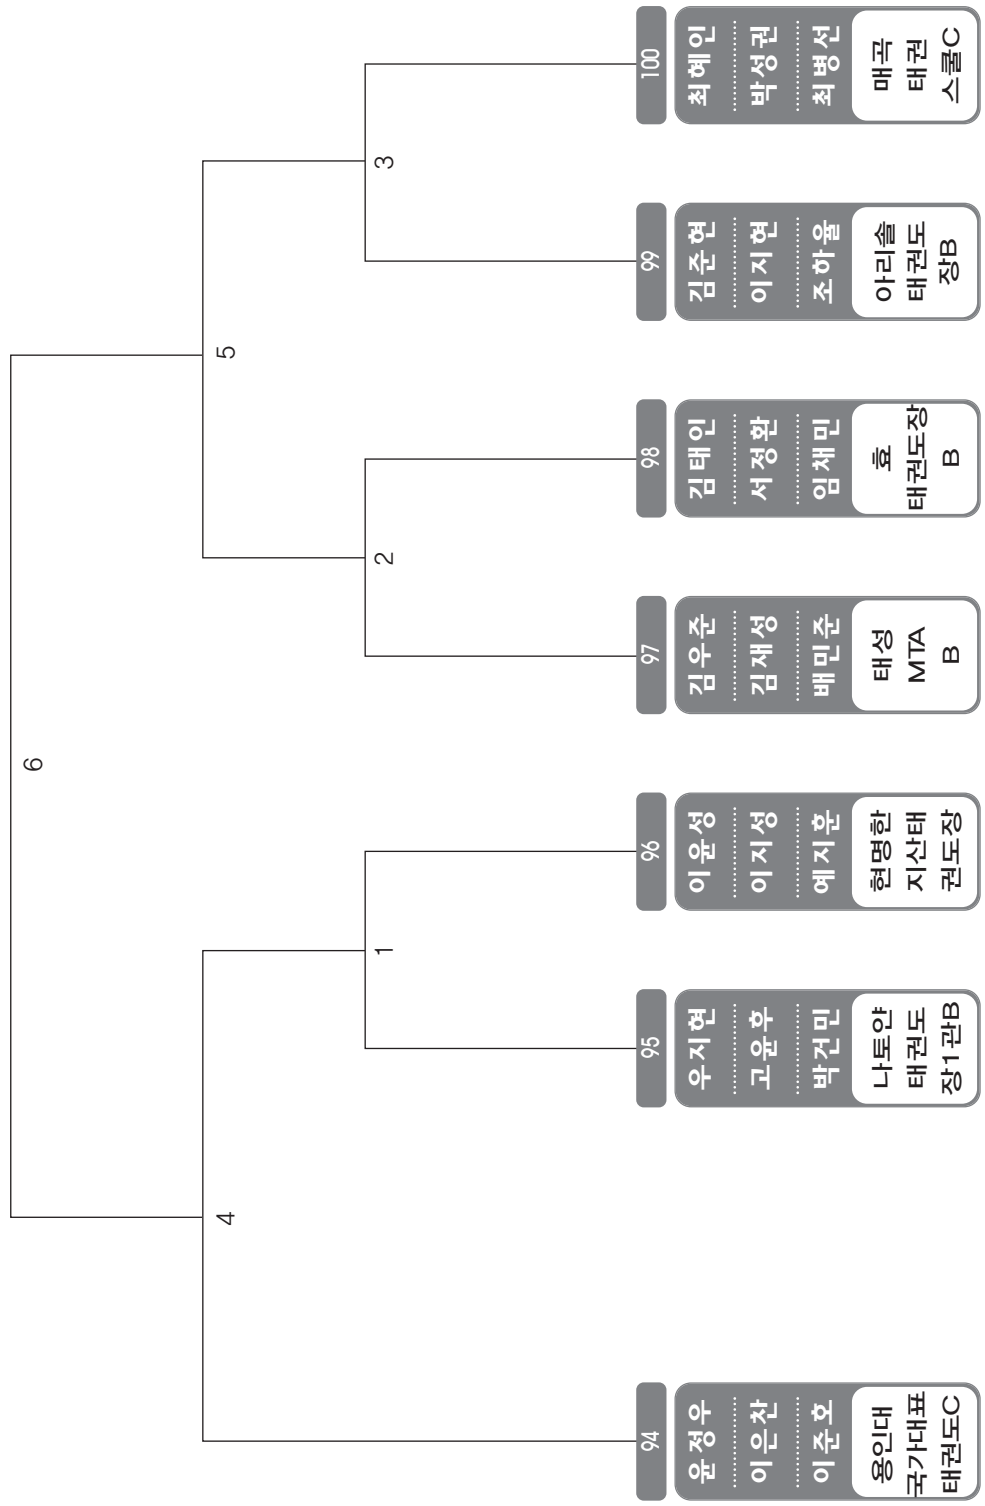 6
4
5
1
2
3
94
윤정우
이은찬
이준호
용인대
국가대표
태권도C
95
우지현
고윤후
박건민
나토얀
태권도
장1관B
96
이윤성
이지성
예지훈
현명한
지산태
권도장
97
김우준
김재성
배민준
태성
MTA
B
98
김태인
서정환
임채민
효
태권도장
B
99
김준현
이지현
조하율
아리솔
태권도
장B
100
최혜인
박성권
최병선
매곡
태권
스쿨C